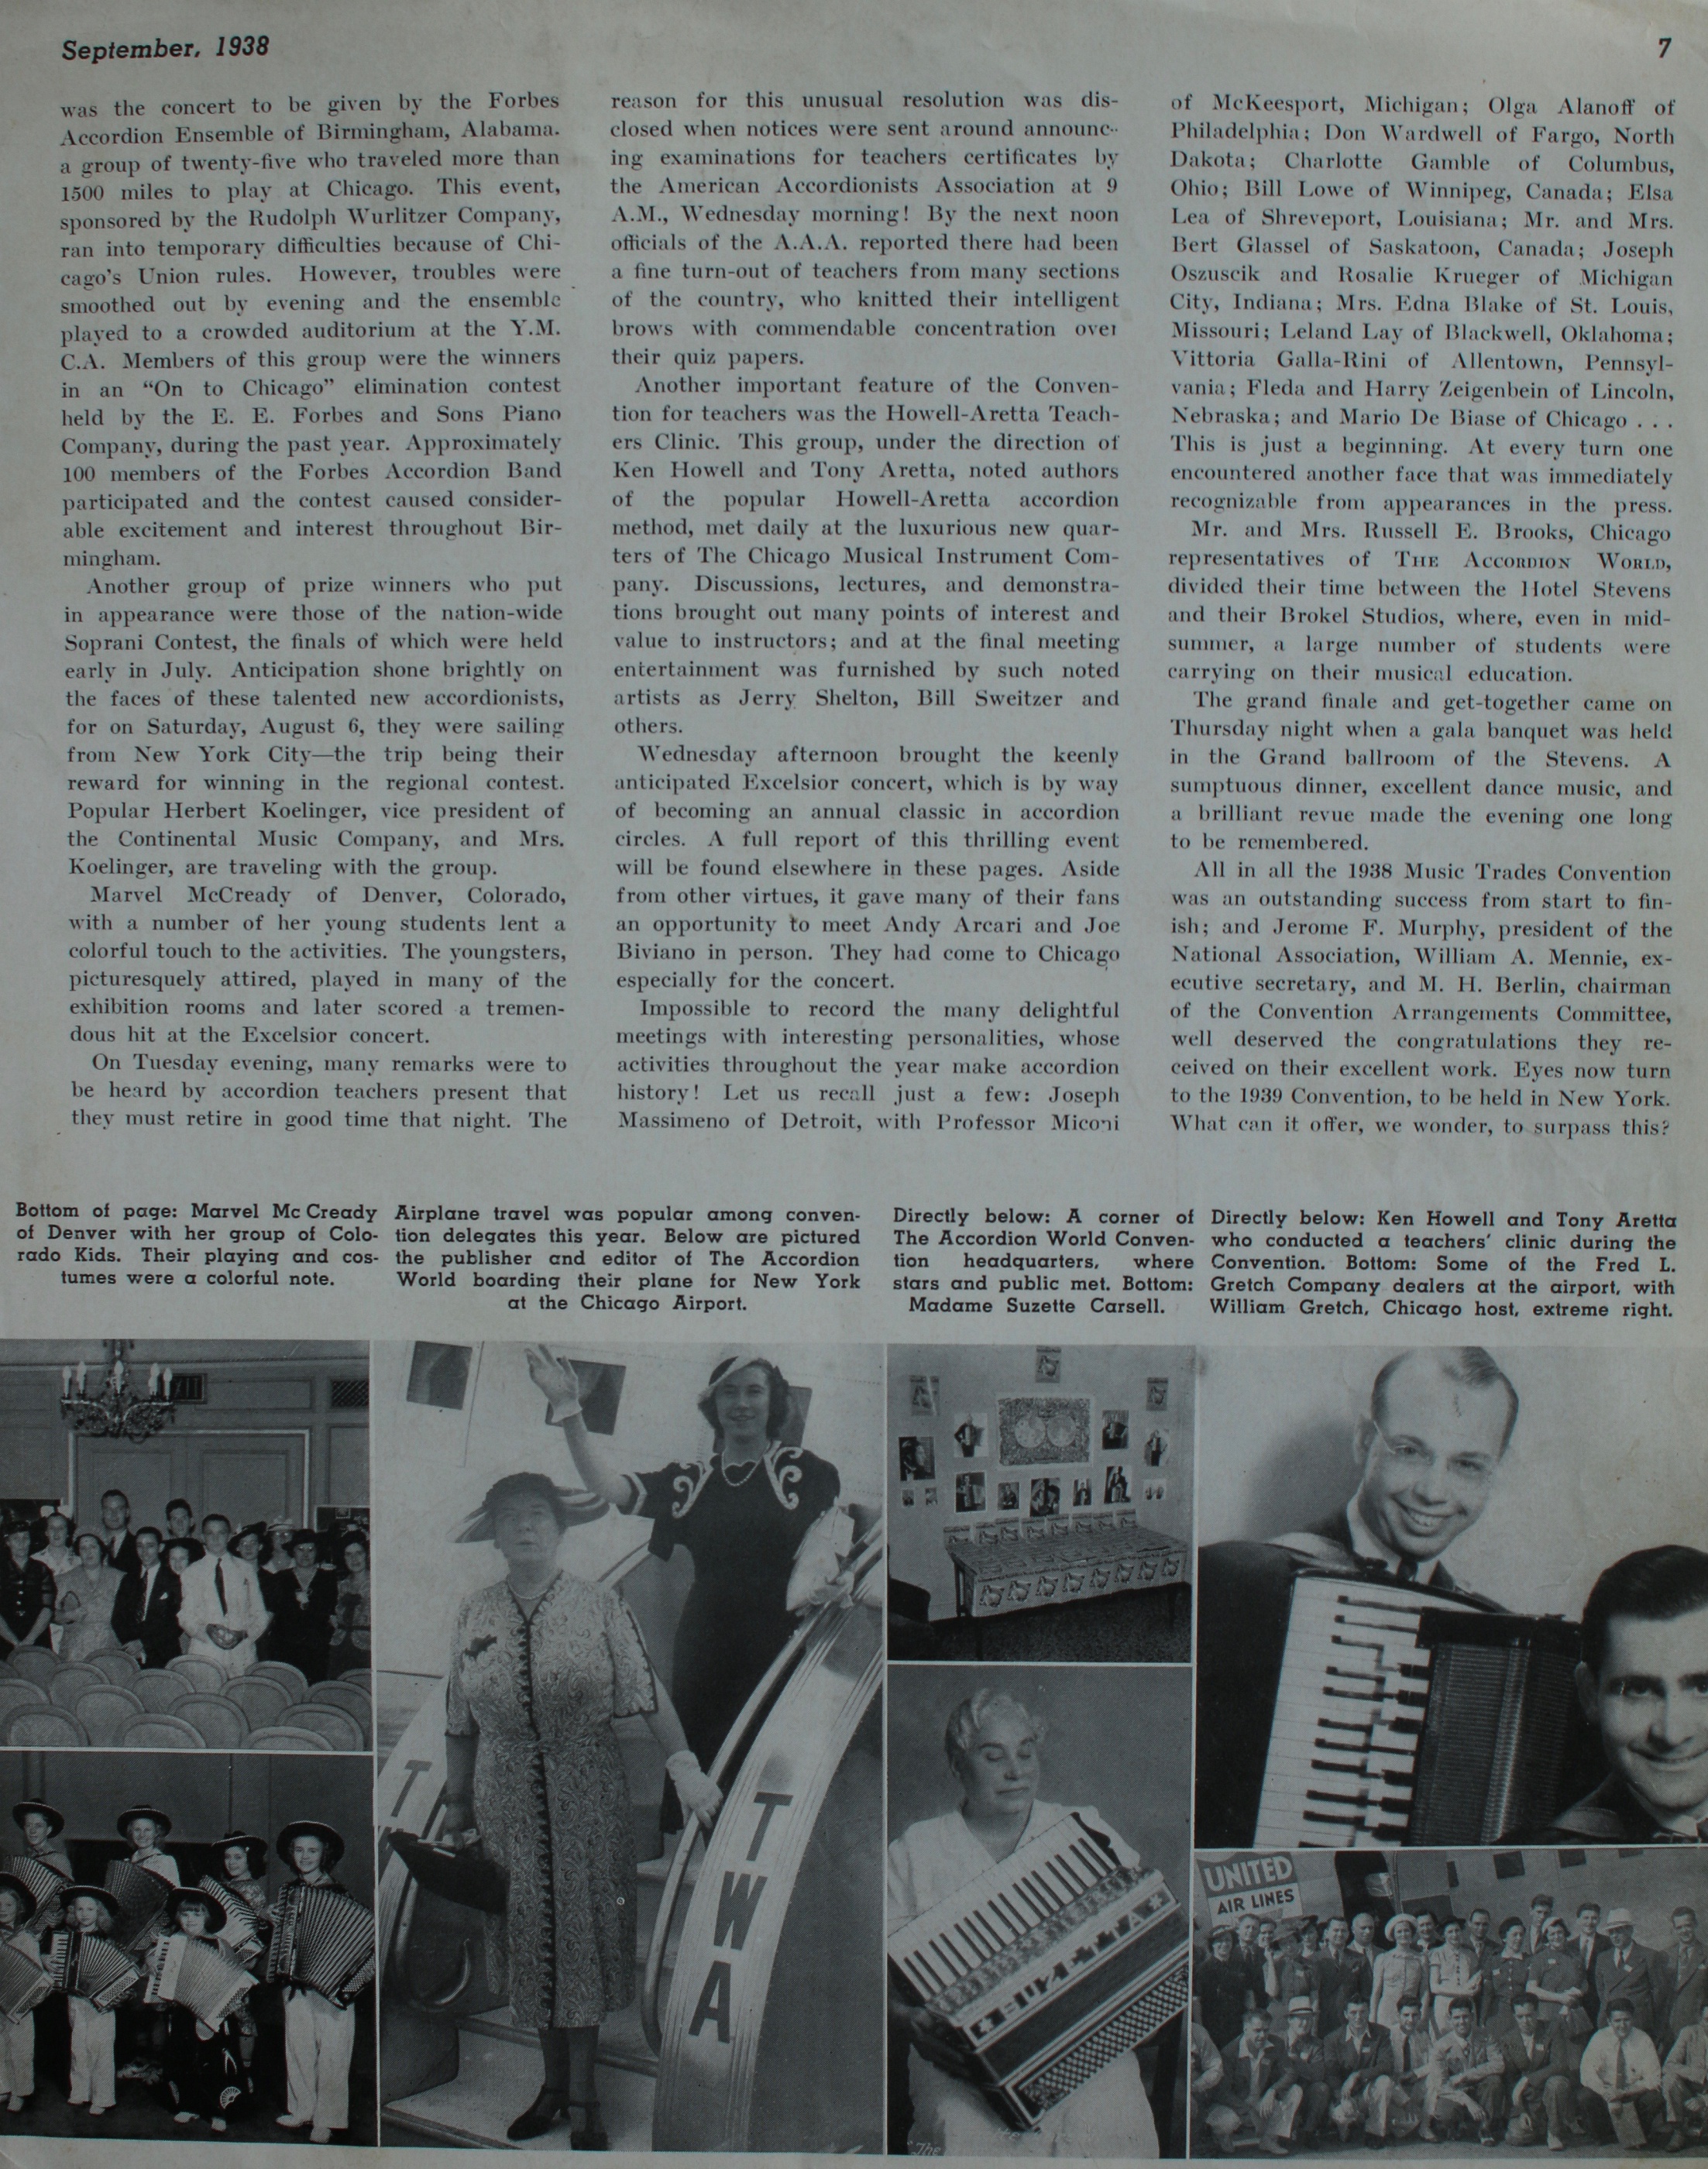 September, 1938
7
was the concert to be given by the Forbes
Accordion Ensemble of Birmingham, Alabama.
a group of twenty-five who traveled more than
1500 miles to play at Chicago. This event,
sponsored by the Rudolph Wurlitzer Company,
ran into temporary difficulties because of Chi-
cago's Union rules. However, troubles were
smoothed out by evening and the ensemble
played to a crowded auditorium at the Y.M.
C.A. Members of this group were the winners
in an “On to Chicago” elimination contest
held by the E. E. Forbes and Sons Piano
Company, during the past year. Approximately
100 members of the Forbes Accordion Band
participated and the contest caused consider-
able excitement and interest throughout Bir-
mingham.
Another group of prize winners who put
in appearance were those of the nation-wide
Soprani Contest, the finals of which were held
early in July. Anticipation shone brightly on
the faces of these talented new accordionists,
for on Saturday, August 6, they were sailing
from New York City—the trip being their
reward for winning in the regional contest.
Popular Herbert Koelinger, vice president of
the Continental Music Company, and Mrs.
Koelinger, are traveling with the group.
Marvel McCready of Denver, Colorado,
with a number of her young students lent a
colorful touch to the activities. The youngsters,
picturesquely attired, played in many of the
exhibition rooms and later scored a tremen-
dous hit at the Excelsior concert.
On Tuesday evening, many remarks were to
be heard by accordion teachers present that
they must retire in good time that night. The
reason for this unusual resolution was dis-
closed when notices were sent around announc-
ing examinations for teachers certificates by
the American Accordionists Association at 9
A.M., Wednesday morning! By the next noon
officials of the A.A.A. reported there had been
a fine turn-out of teachers from many sections
of the country, who knitted their intelligent
brows with commendable concentration over
their quiz papers.
Another important feature of the Conven-
tion for teachers was the Howell-Aretta Teach-
ers Clinic. This group, under the direction of
Ken Howell and Tony Aretta, noted authors
of the popular Howell-Aretta accordion
method, met daily at the luxurious new quar-
ters of The Chicago Musical Instrument Com-
pany. Discussions, lectures, and demonstra-
tions brought out many points of interest and
value to instructors; and at the final meeting
entertainment was furnished by such noted
artists as Jerry Shelton, Bill Sweitzer and
others.
Wednesday afternoon brought the keenly
anticipated Excelsior concert, which is by way
of becoming an annual classic in accordion
circles. A full report of this thrilling event
will be found elsewhere in these pages. Aside
from other virtues, it gave many of their fans
an opportunity to meet Andy Arcari and Joe
Biviano in person. They had come to Chicago
especially for the concert.
Impossible to record the many delightful
meetings with interesting personalities, whose
activities throughout the year make accordion
history! Let us recall just a few: Joseph
Massimeno of Detroit, with Professor Miconi
of McKeesport, Michigan; Olga Alanoff of
Philadelphia; Don Wardwell of Fargo, North
Dakota; Charlotte Gamble of Columbus,
Ohio; Bill Lowe of Winnipeg, Canada; Elsa
Lea of Shreveport, Louisiana; Mr. and Mrs.
Bert Glassel of Saskatoon, Canada; Joseph
Oszuscik and Rosalie Krueger of Michigan
City, Indiana; Mrs. Edna Blake of St. Louis,
Missouri; Leland Lay of Blackwell, Oklahoma;
Vittoria Galla-Rini of Allentown, Pennsyl-
vania; Fleda and Harry Zeigenbein of Lincoln,
Nebraska; and Mario De Biase of Chicago . . .
This is just a beginning. At every turn one
encountered another face that was immediately
recognizable from appearances in the press.
Mr. and Mrs. Russell E. Brooks, Chicago
representatives of THE ACCORDION WORLD,
divided their time between the Hotel Stevens
and their Brokel Studios, where, even in mid-
summer, a large number of students were
carrying on their musical education.
The grand finale and get-together came on
Thursday night when a gala banquet was held
in the Grand ballroom of the Stevens. A
sumptuous dinner, excellent dance music, and
a brilliant revue made the evening one long
to be remembered.
All in all the 1938 Music Trades Convention
was an outstanding success from start to fin-
ish; and Jerome F. Murphy, president of the
National Association, William A. Mennie, ex-
ecutive secretary, and M. H. Berlin, chairman
of the Convention Arrangements Committee,
well deserved the congratulations they re-
ceived on their excellent work. Eyes now turn
to the 1939 Convention, to be held in New York.
What can it offer, we wonder, to surpass this?
Bottom of page: Marvel McCready
of Denver with her group of Colo-
rado Kids. Their playing and cos-
tumes were a colorful note.
Airplane travel was popular among conven-
tion delegates this year. Below are pictured
the publisher and editor of The Accordion
World boarding their plane for New York
at the Chicago Airport.
Directly below: A corner of
The Accordion World Conven-
tion headquarters, where
stars and public met. Bottom:
Madame Suzette Carsell.
Directly below: Ken Howell and Tony Aretta
who conducted a teachers' clinic during the
Convention. Bottom: Some of the Fred L.
Gretch Company dealers at the airport, with
William Gretch, Chicago host, extreme right.
T
TWA
SUZETTA
UNITED
AIR LINES
"The